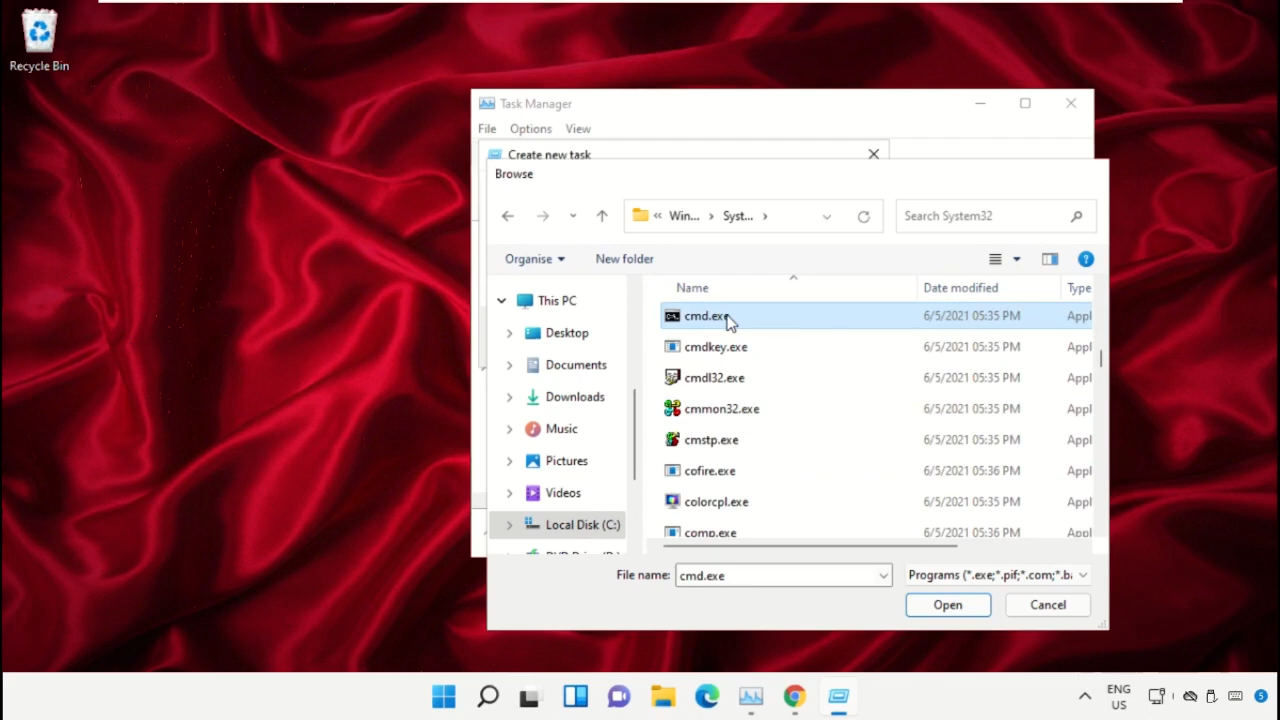 Recycle Bin
Task Manager
File Options View
Create new task
Browse
« Win... › Syst... ›
Search System32
Organise New folder
Name Date modified Type
This PC
Desktop
Documents
Downloads
Music
Pictures
Videos
Local Disk (C:)
cmd.exe 6/5/2021 05:35 PM Appl
cmdkey.exe 6/5/2021 05:35 PM Appl
cmdl32.exe 6/5/2021 05:35 PM Appl
cmmon32.exe 6/5/2021 05:35 PM Appl
cmstp.exe 6/5/2021 05:35 PM Appl
cofire.exe 6/5/2021 05:36 PM Appl
colorcpl.exe 6/5/2021 05:35 PM Appl
comp.exe 6/5/2021 05:36 PM Appl
File name: cmd.exe Programs (*.exe;*.pif;*.com;*.ba
Open Cancel
ENG
US
5